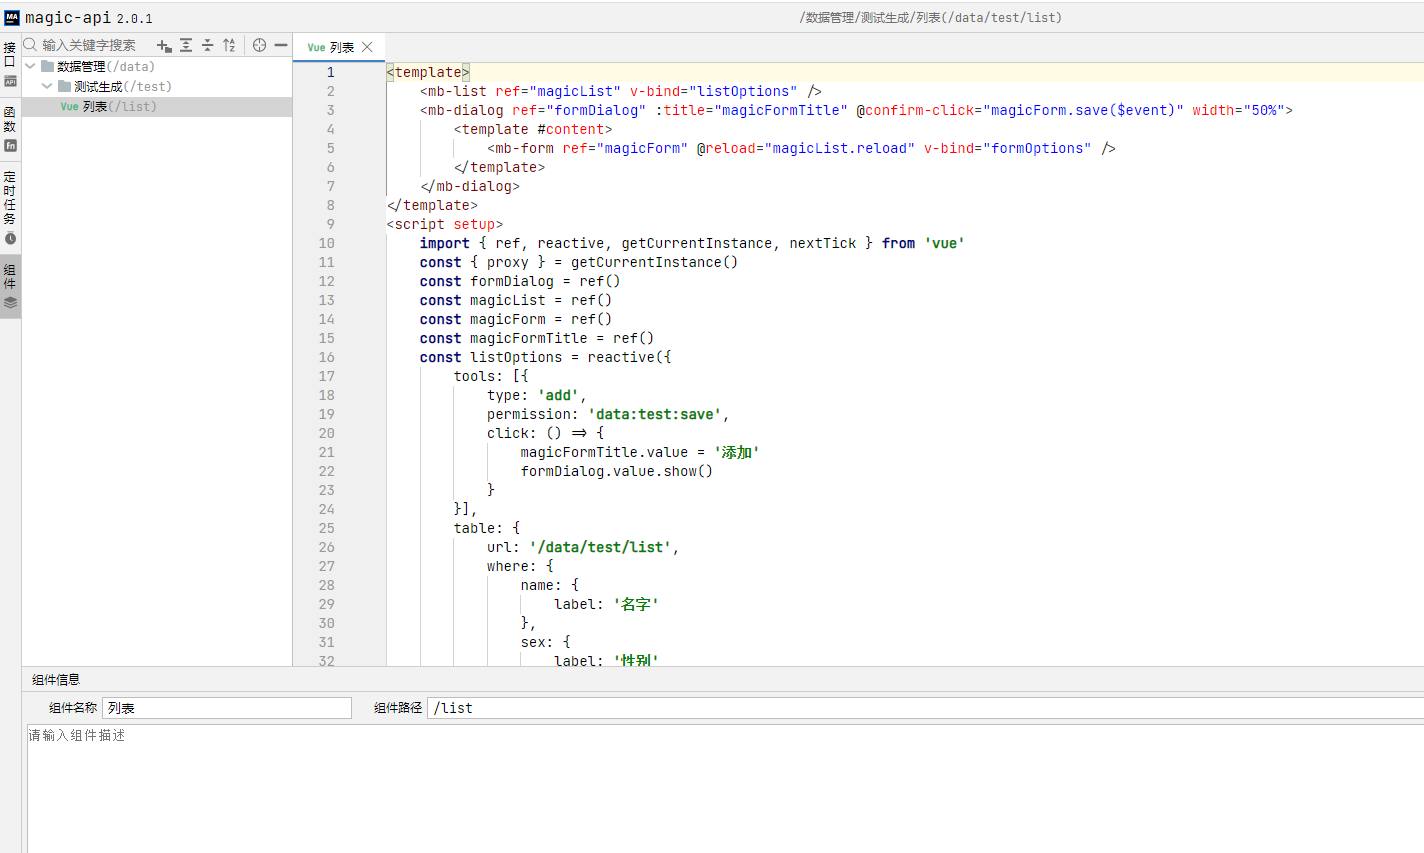 magic-api 2.0.1
/数据管理/测试生成/列表(/data/test/list)
接口
API
函数
fn
定时任务
组件
输入关键字搜索
数据管理(/data)
测试生成(/test)
Vue 列表(/list)
Vue 列表
1 <template>
2 <mb-list ref="magicList" v-bind="listOptions" />
3 <mb-dialog ref="formDialog" :title="magicFormTitle" @confirm-click="magicForm.save($event)" width="50%">
4 <template #content>
5 <mb-form ref="magicForm" @reload="magicList.reload" v-bind="formOptions" />
6 </template>
7 </mb-dialog>
8 </template>
9 <script setup>
10 import { ref, reactive, getCurrentInstance, nextTick } from 'vue'
11 const { proxy } = getCurrentInstance()
12 const formDialog = ref()
13 const magicList = ref()
14 const magicForm = ref()
15 const magicFormTitle = ref()
16 const listOptions = reactive({
17 tools: [{
18 type: 'add',
19 permission: 'data:test:save',
20 click: () => {
21 magicFormTitle.value = '添加'
22 formDialog.value.show()
23 }
24 }],
25 table: {
26 url: '/data/test/list',
27 where: {
28 name: {
29 label: '名字'
30 },
31 sex: {
32 label: '性别'
组件信息
组件名称 列表 组件路径 /list
请输入组件描述